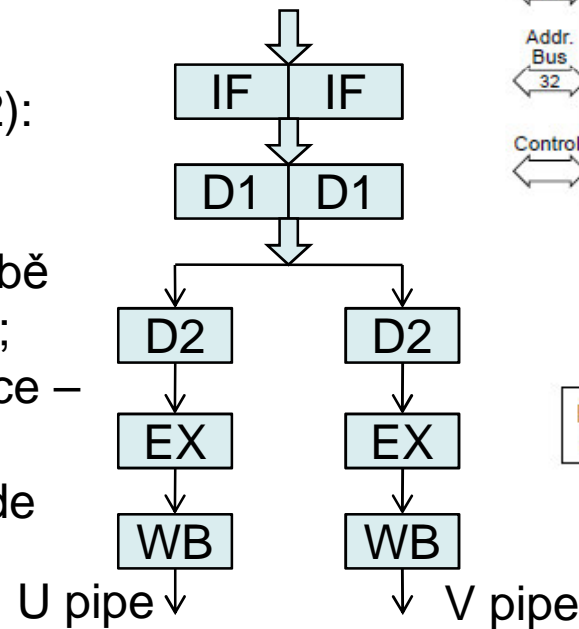 2):
bě
;
ce –
de
IF IF
D1 D1
D2 D2
EX EX
WB WB
U pipe V pipe
Addr.
Bus
32
Control